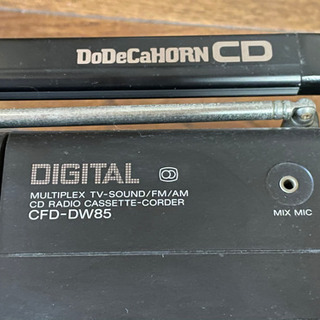 DoDeCaHORN CD
DIGITAL
MULTIPLEX TV-SOUND/FM/AM
CD RADIO CASSETTE-CORDER
CFD-DW85
MIX MIC